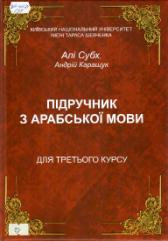 КИЇВСЬКИЙ НАЦІОНАЛЬНИЙ УНІВЕРСИТЕТ
ІМЕНІ ТАРАСА ШЕВЧЕНКА
Алі Субх,
Андрій Каращук
ПІДРУЧНИК
З АРАБСЬКОЇ МОВИ
ДЛЯ ТРЕТЬОГО КУРСУ